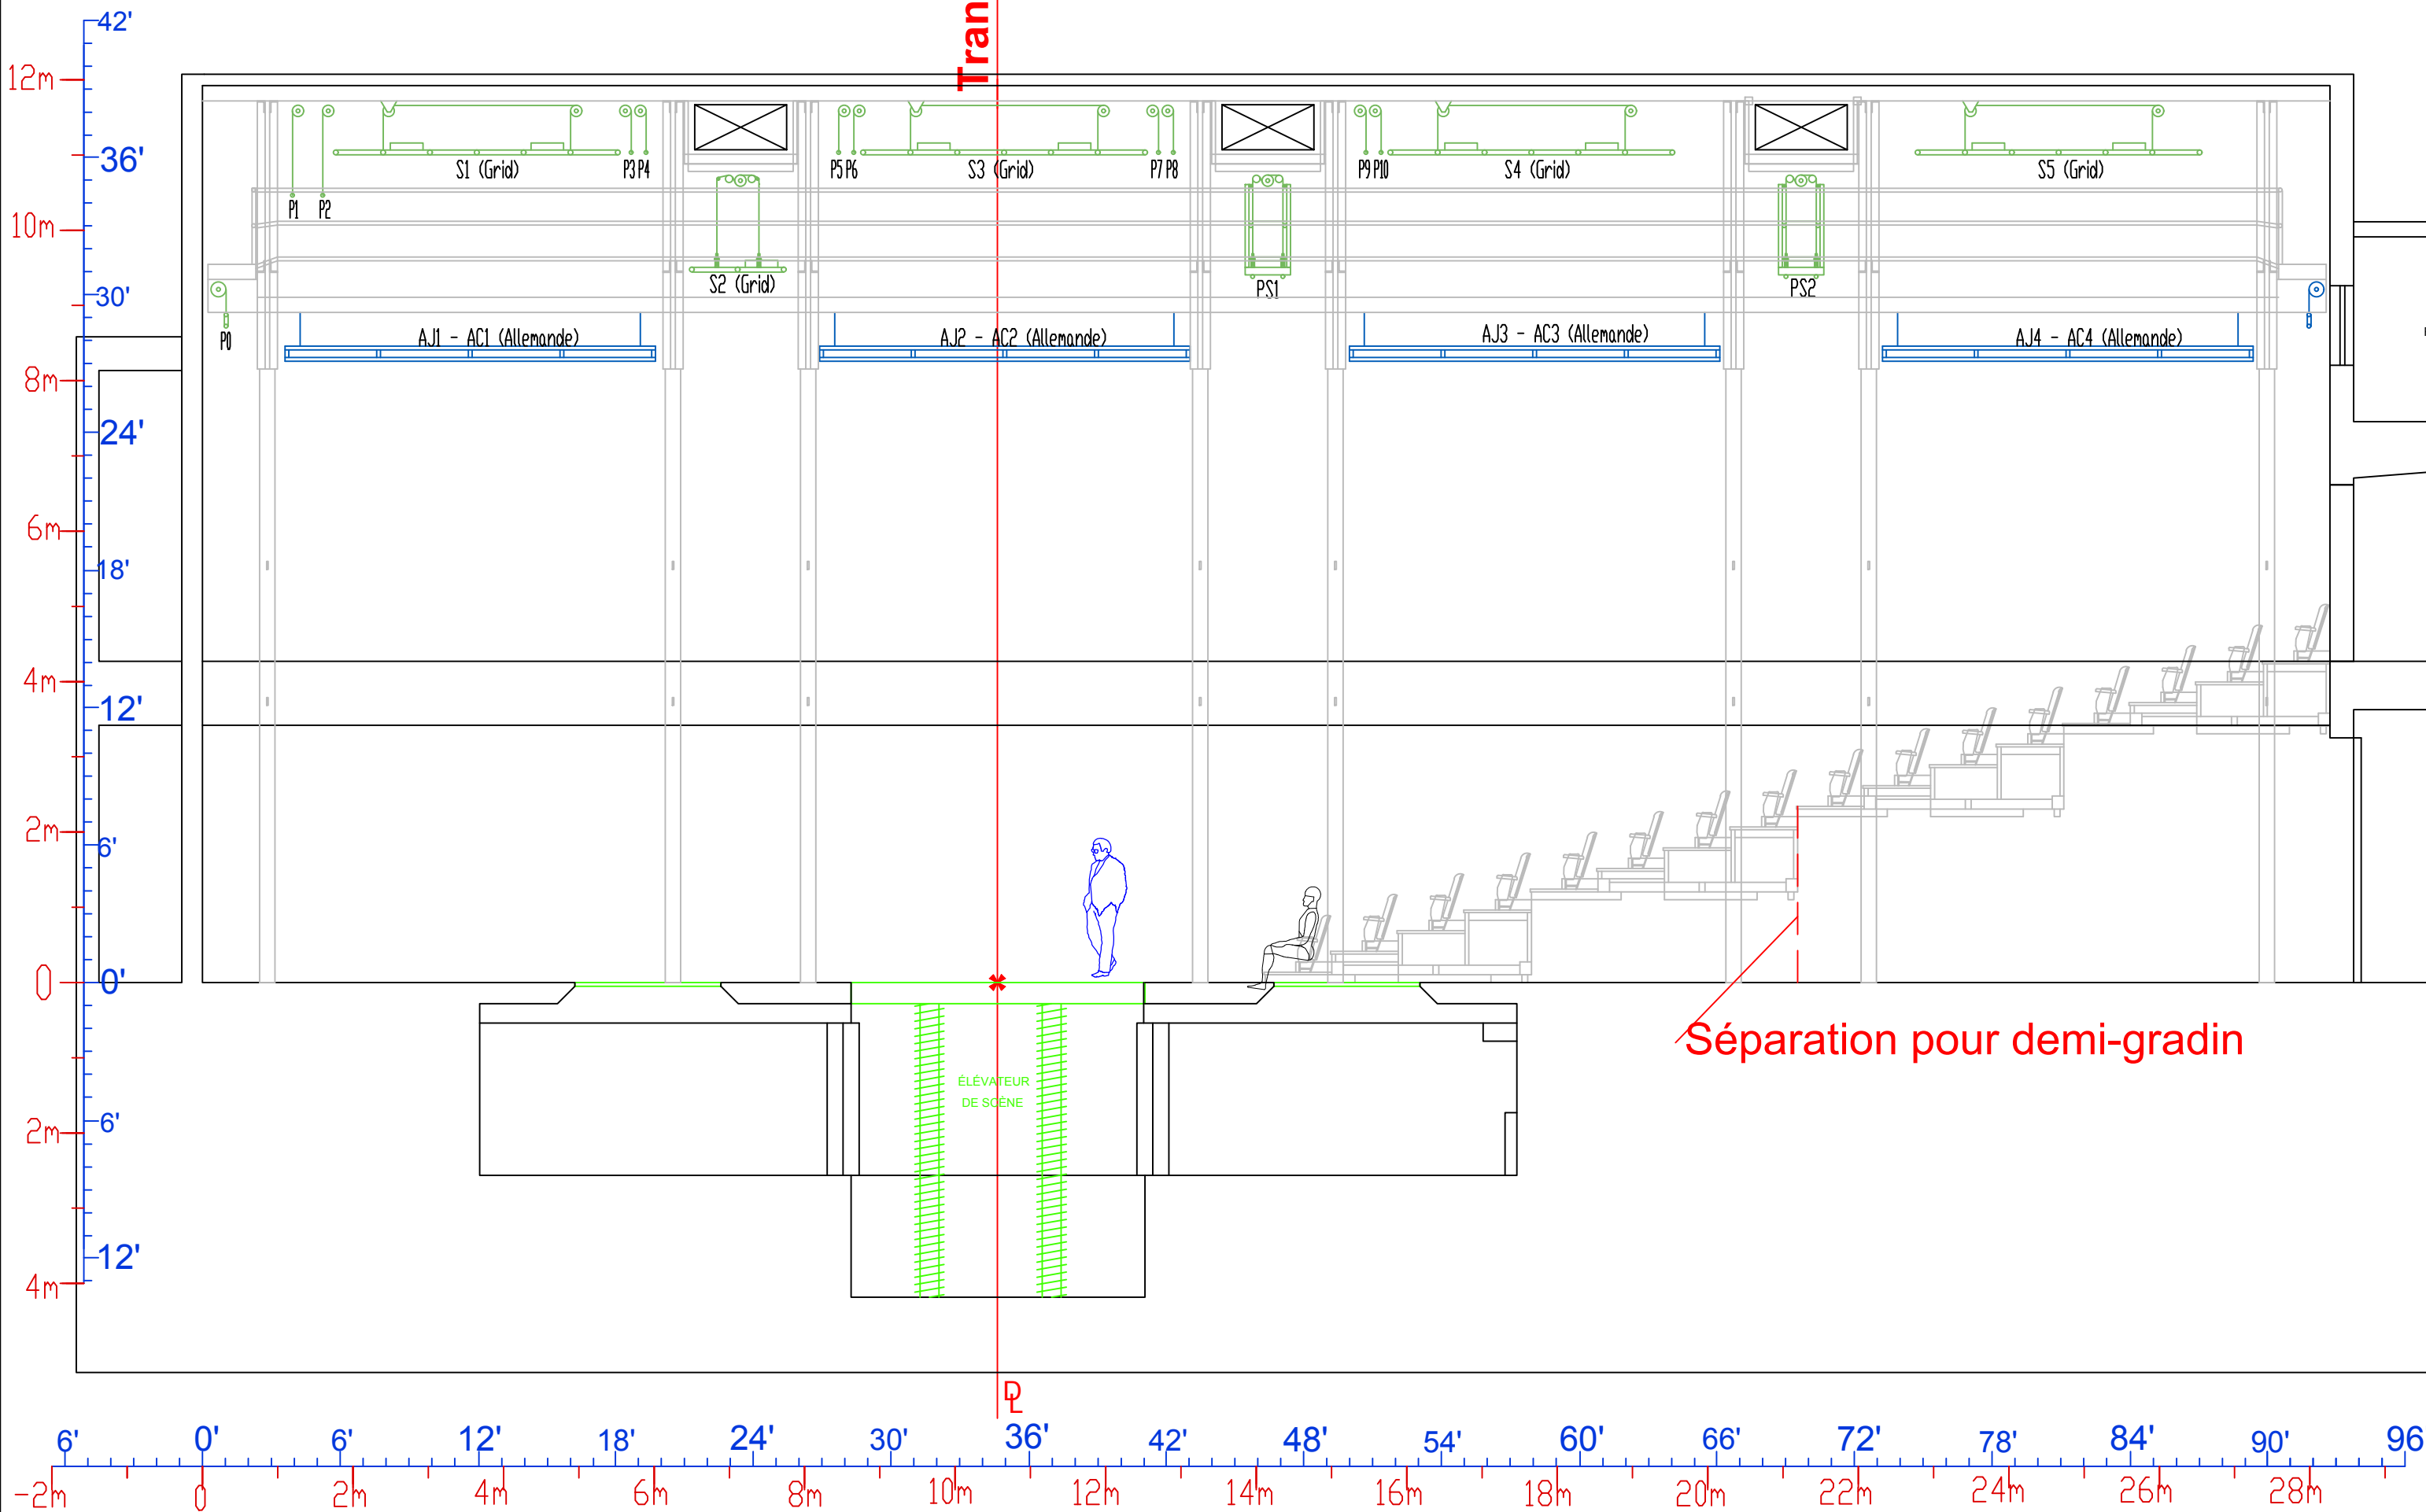 42'
Tran
12m
36'
S1 (Grid)
P3 P4
P5 P6
S3 (Grid)
P7 P8
P9 P10
S4 (Grid)
S5 (Grid)
P1
P2
10m
30'
S2 (Grid)
PS1
PS2
P0
AJ1 - AC1 (Allemande)
AJ2 - AC2 (Allemande)
AJ3 - AC3 (Allemande)
AJ4 - AC4 (Allemande)
8m
24'
6m
18'
4m
12'
2m
6'
0
0'
Séparation pour demi-gradin
ÉLÉVATEUR
DE SCÈNE
2m
6'
12'
4m
6' 0' 6' 12' 18' 24' 30' 36' 42' 48' 54' 60' 66' 72' 78' 84' 90' 96
-2m 0 2m 4m 6m 8m 10m 12m 14m 16m 18m 20m 22m 24m 26m 28m